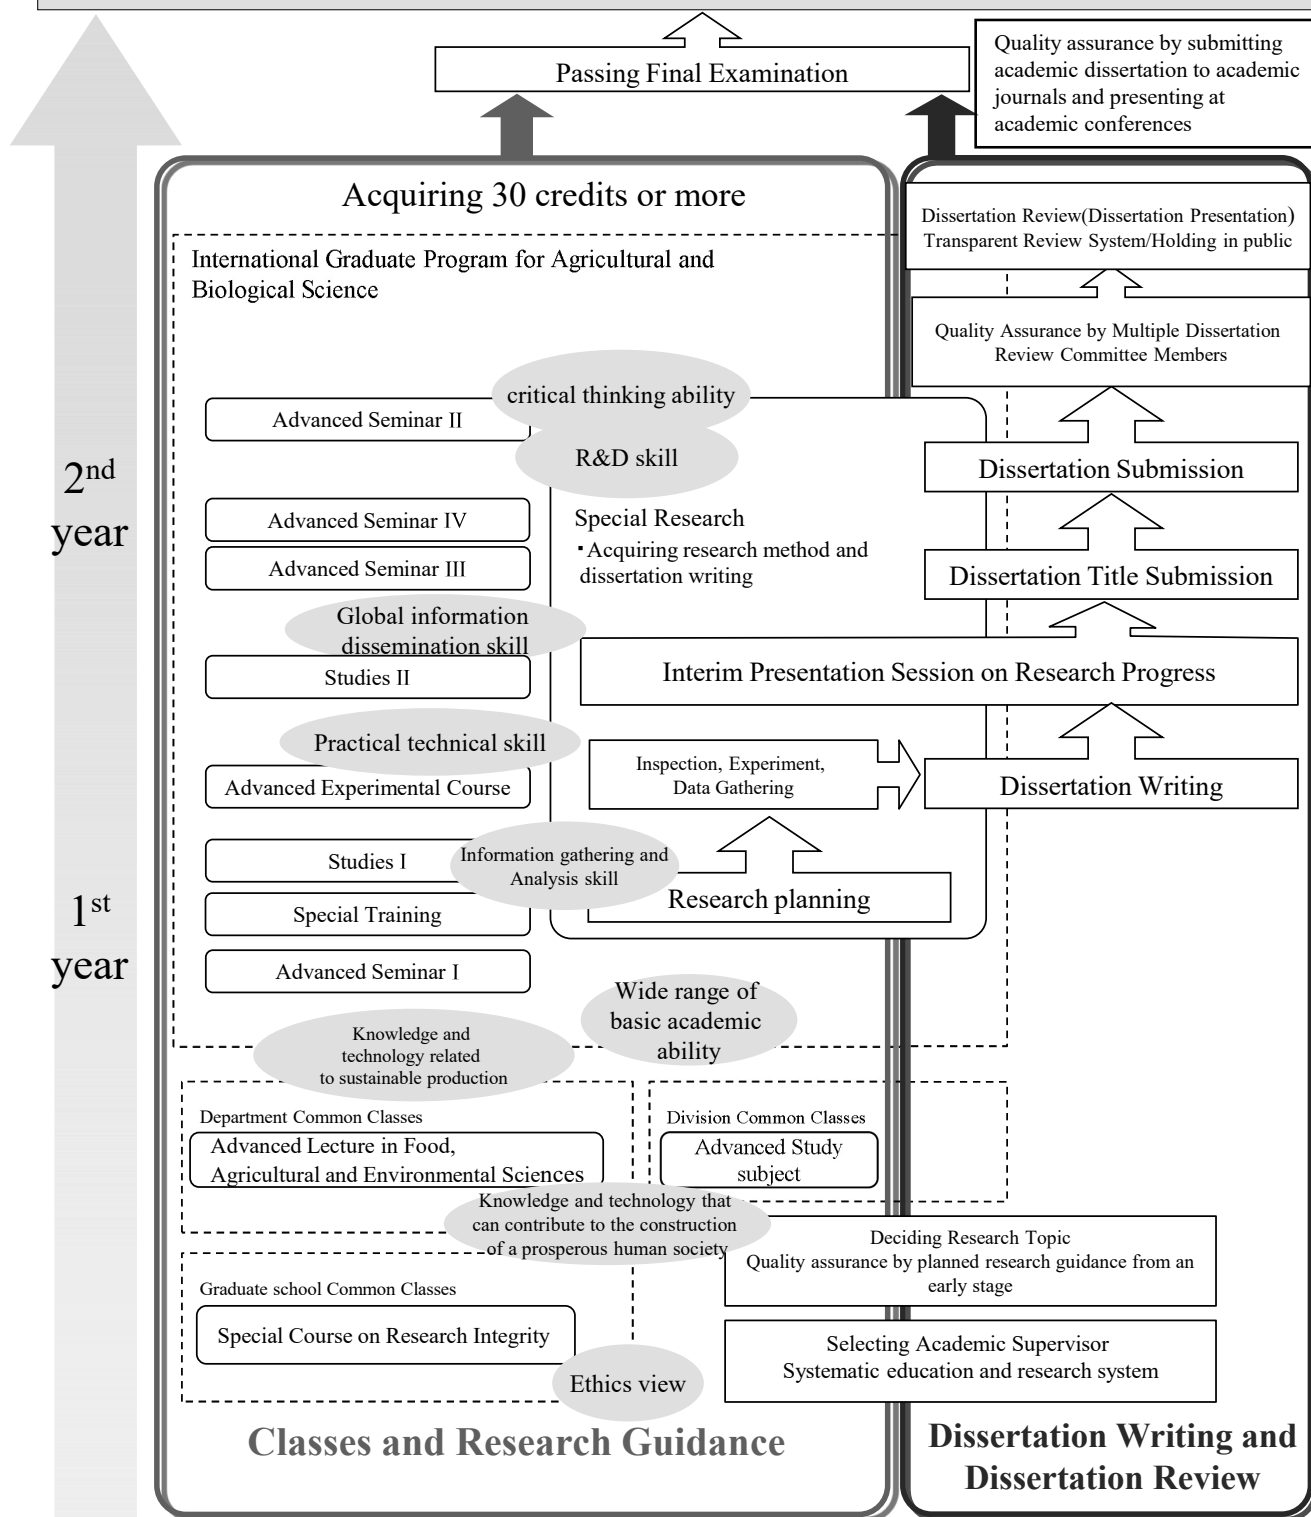 Passing Final Examination
Quality assurance by submitting
academic dissertation to academic
journals and presenting at
academic conferences
Acquiring 30 credits or more
International Graduate Program for Agricultural and
Biological Science
Dissertation Review(Dissertation Presentation)
Transparent Review System/Holding in public
Quality Assurance by Multiple Dissertation
Review Committee Members
critical thinking ability
Advanced Seminar II
R&D skill
Dissertation Submission
2nd
year
Advanced Seminar IV
Advanced Seminar III
Special Research
・Acquiring research method and
dissertation writing
Dissertation Title Submission
Global information
dissemination skill
Studies II
Interim Presentation Session on Research Progress
Practical technical skill
Advanced Experimental Course
Inspection, Experiment,
Data Gathering
Dissertation Writing
Studies I
Information gathering and
Analysis skill
Special Training
Research planning
1st
year
Advanced Seminar I
Wide range of
basic academic
ability
Knowledge and
technology related
to sustainable production
Department Common Classes
Advanced Lecture in Food,
Agricultural and Environmental Sciences
Division Common Classes
Advanced Study
subject
Knowledge and technology that
can contribute to the construction
of a prosperous human society
Deciding Research Topic
Quality assurance by planned research guidance from an
early stage
Graduate school Common Classes
Special Course on Research Integrity
Ethics view
Selecting Academic Supervisor
Systematic education and research system
Classes and Research Guidance
Dissertation Writing and
Dissertation Review